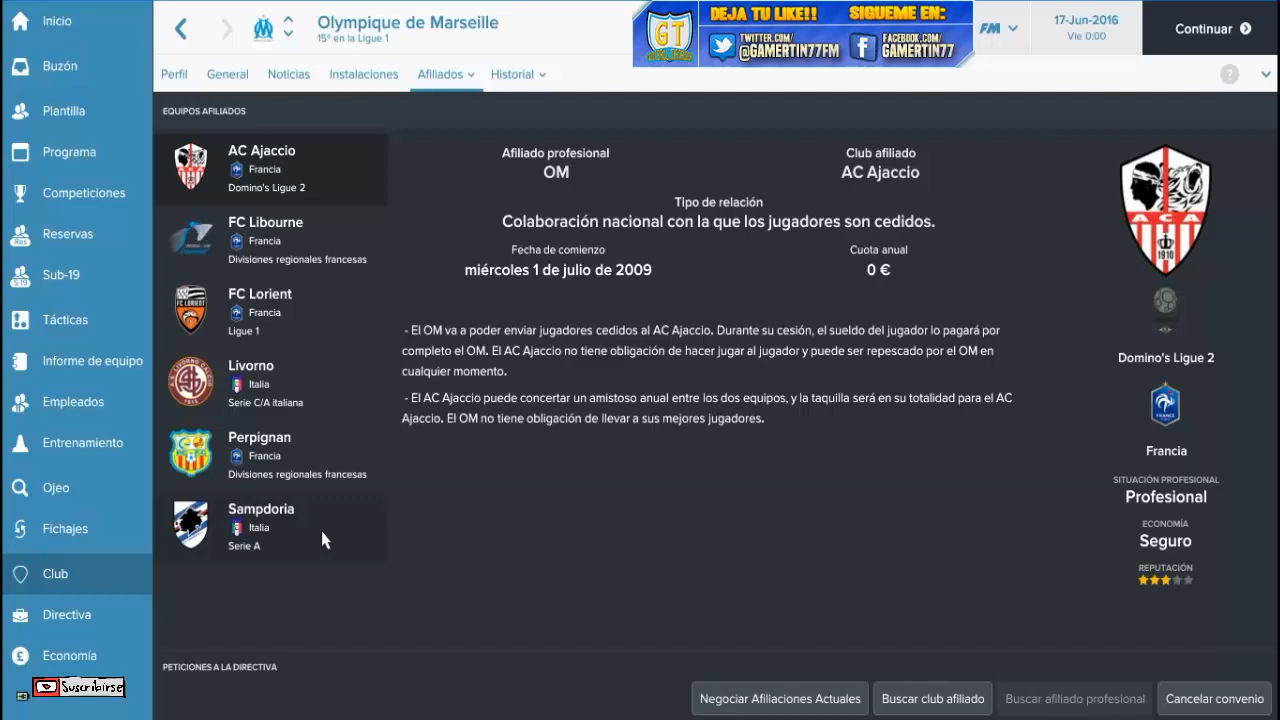 Inicio
Buzón
Plantilla
Programa
Competiciones
Reservas
Sub-19
Tácticas
Informe de equipo
Empleados
Entrenamiento
Ojeo
Fichajes
Club
Directiva
Economía
Suscribirse
Olympique de Marseille
15º en la Ligue 1
GT
DEJA TU LIKE!!
SIGUEME EN:
TWITTER.COM/
@GAMERTIN77FM
FACEBOOK.COM/
GAMERTIN77
FM
17-Jun-2016
Vie 0:00
Continuar
Perfil
General
Noticias
Instalaciones
Afiliados
Historial
?
EQUIPOS AFILIADOS
AC Ajaccio
Francia
Domino's Ligue 2
FC Libourne
Francia
Divisiones regionales francesas
FC Lorient
Francia
Ligue 1
Livorno
Italia
Serie C/A italiana
Perpignan
Francia
Divisiones regionales francesas
Sampdoria
Italia
Serie A
Afiliado profesional
OM
Club afiliado
AC Ajaccio
Tipo de relación
Colaboración nacional con la que los jugadores son cedidos.
Fecha de comienzo
miércoles 1 de julio de 2009
Cuota anual
0 €
- El OM va a poder enviar jugadores cedidos al AC Ajaccio. Durante su cesión, el sueldo del jugador lo pagará por
completo el OM. El AC Ajaccio no tiene obligación de hacer jugar al jugador y puede ser repescado por el OM en
cualquier momento.
- El AC Ajaccio puede concertar un amistoso anual entre los dos equipos, y la taquilla será en su totalidad para el AC
Ajaccio. El OM no tiene obligación de llevar a sus mejores jugadores.
ACA
1910
Domino's Ligue 2
FRANCE
Francia
SITUACIÓN PROFESIONAL
Profesional
ECONOMÍA
Seguro
REPUTACIÓN
PETICIONES A LA DIRECTIVA
Negociar Afiliaciones Actuales
Buscar club afiliado
Buscar afiliado profesional
Cancelar convenio